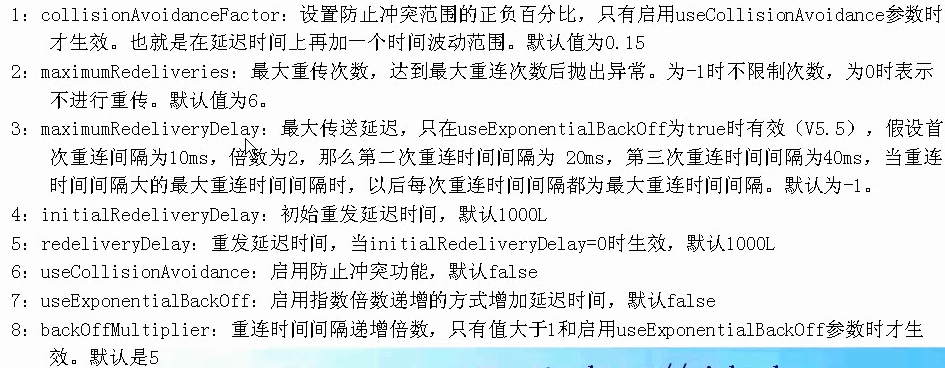 1：collisionAvoidanceFactor：设置防止冲突范围的正负百分比，只有启用useCollisionAvoidance参数时
才生效。也就是在延迟时间上再加一个时间波动范围。默认值为0.15
2：maximumRedeliveries：最大重传次数，达到最大重连次数后抛出异常。为-1时不限制次数，为0时表示
不进行重传。默认值为6。
3：maximumRedeliveryDelay：最大传送延迟，只在useExponentialBackOff为true时有效（V5.5），假设首
次重连间隔为10ms，倍数为2，那么第二次重连时间间隔为 20ms，第三次重连时间间隔为40ms，当重连
时间间隔大的最大重连时间间隔时，以后每次重连时间间隔都为最大重连时间间隔。默认为-1。
4：initialRedeliveryDelay：初始重发延迟时间，默认1000L
5：redeliveryDelay：重发延迟时间，当initialRedeliveryDelay=0时生效，默认1000L
6：useCollisionAvoidance：启用防止冲突功能，默认false
7：useExponentialBackOff：启用指数倍数递增的方式增加延迟时间，默认false
8：backOffMultiplier：重连时间间隔递增倍数，只有值大于1和启用useExponentialBackOff参数时才生
效。默认是5